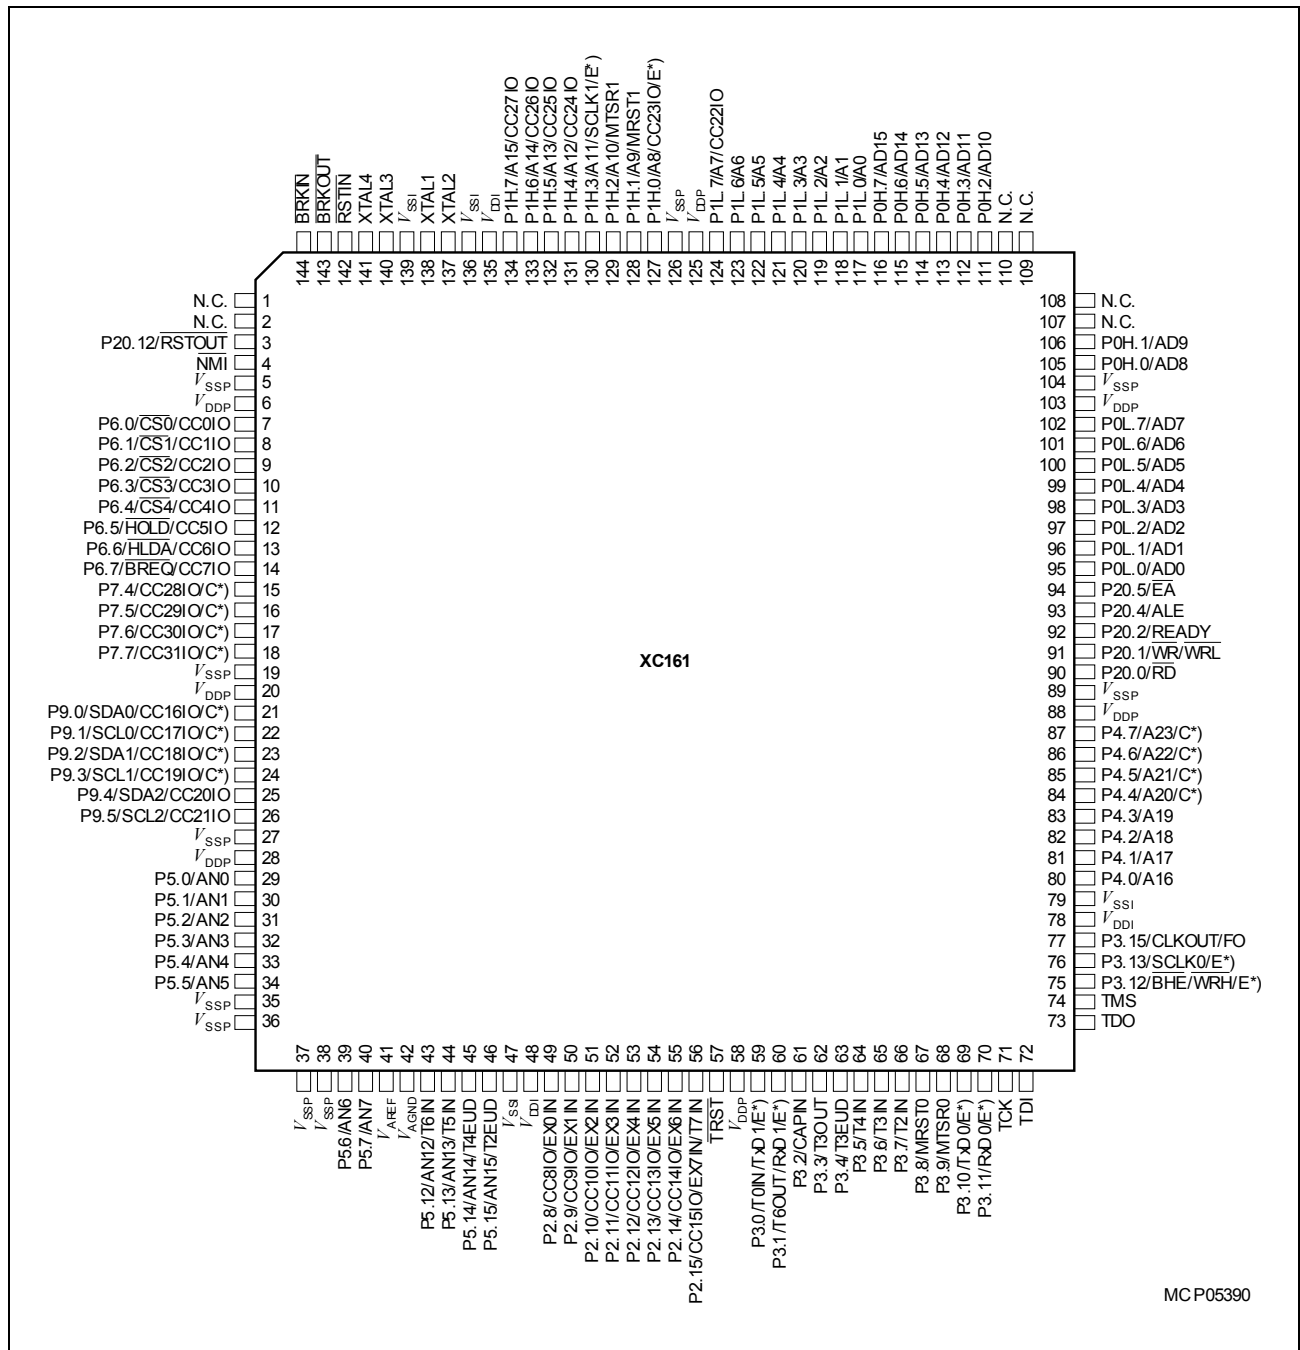 BRKIN
BRKOUT
RSTIN
XTAL4
XTAL3
VSSI
XTAL1
XTAL2
VSSI
VDDI
P1H.7/A15/CC27IO
P1H.6/A14/CC26IO
P1H.5/A13/CC25IO
P1H.4/A12/CC24IO
P1H.3/A11/SCLK1/E*)
P1H.2/A10/MTSR1
P1H.1/A9/MRST1
P1H.0/A8/CC23IO/E*)
VSSP
VDDP
P1L.7/A7/CC22IO
P1L.6/A6
P1L.5/A5
P1L.4/A4
P1L.3/A3
P1L.2/A2
P1L.1/A1
P1L.0/A0
P0H.7/AD15
P0H.6/AD14
P0H.5/AD13
P0H.4/AD12
P0H.3/AD11
P0H.2/AD10
N.C.
N.C.
144
143
142
141
140
139
138
137
136
135
134
133
132
131
130
129
128
127
126
125
124
123
122
121
120
119
118
117
116
115
114
113
112
111
110
109
N.C. 1
N.C. 2
P20.12/RSTOUT 3
NMI 4
VSSP 5
VDDP 6
P6.0/CS0/CC0IO 7
P6.1/CS1/CC1IO 8
P6.2/CS2/CC2IO 9
P6.3/CS3/CC3IO 10
P6.4/CS4/CC4IO 11
P6.5/HOLD/CC5IO 12
P6.6/HLDA/CC6IO 13
P6.7/BREQ/CC7IO 14
P7.4/CC28IO/C*) 15
P7.5/CC29IO/C*) 16
P7.6/CC30IO/C*) 17
P7.7/CC31IO/C*) 18
VSSP 19
VDDP 20
P9.0/SDA0/CC16IO/C*) 21
P9.1/SCL0/CC17IO/C*) 22
P9.2/SDA1/CC18IO/C*) 23
P9.3/SCL1/CC19IO/C*) 24
P9.4/SDA2/CC20IO 25
P9.5/SCL2/CC21IO 26
VSSP 27
VDDP 28
P5.0/AN0 29
P5.1/AN1 30
P5.2/AN2 31
P5.3/AN3 32
P5.4/AN4 33
P5.5/AN5 34
VSSP 35
VSSP 36
XC161
108 N.C.
107 N.C.
106 P0H.1/AD9
105 P0H.0/AD8
104 VSSP
103 VDDP
102 P0L.7/AD7
101 P0L.6/AD6
100 P0L.5/AD5
99 P0L.4/AD4
98 P0L.3/AD3
97 P0L.2/AD2
96 P0L.1/AD1
95 P0L.0/AD0
94 P20.5/EA
93 P20.4/ALE
92 P20.2/READY
91 P20.1/WR/WRL
90 P20.0/RD
89 VSSP
88 VDDP
87 P4.7/A23/C*)
86 P4.6/A22/C*)
85 P4.5/A21/C*)
84 P4.4/A20/C*)
83 P4.3/A19
82 P4.2/A18
81 P4.1/A17
80 P4.0/A16
79 VSSI
78 VDDI
77 P3.15/CLKOUT/FO
76 P3.13/SCLK0/E*)
75 P3.12/BHE/WRH/E*)
74 TMS
73 TDO
37
38
39
40
41
42
43
44
45
46
47
48
49
50
51
52
53
54
55
56
57
58
59
60
61
62
63
64
65
66
67
68
69
70
71
72
VSSP
VSSP
P5.6/AN6
P5.7/AN7
VAREF
VAGND
P5.12/AN12/T6IN
P5.13/AN13/T5IN
P5.14/AN14/T4EUD
P5.15/AN15/T2EUD
VSSI
VDDI
P2.8/CC8IO/EX0IN
P2.9/CC9IO/EX1IN
P2.10/CC10IO/EX2IN
P2.11/CC11IO/EX3IN
P2.12/CC12IO/EX4IN
P2.13/CC13IO/EX5IN
P2.14/CC14IO/EX6IN
P2.15/CC15IO/EX7IN/T7IN
TRST
VDDP
P3.0/T0IN/TxD1/E*)
P3.1/T6OUT/RxD1/E*)
P3.2/CAPIN
P3.3/T3OUT
P3.4/T3EUD
P3.5/T4IN
P3.6/T3IN
P3.7/T2IN
P3.8/MRST0
P3.9/MTSR0
P3.10/TxD0/E*)
P3.11/RxD0/E*)
TCK
TDI
MCP05390